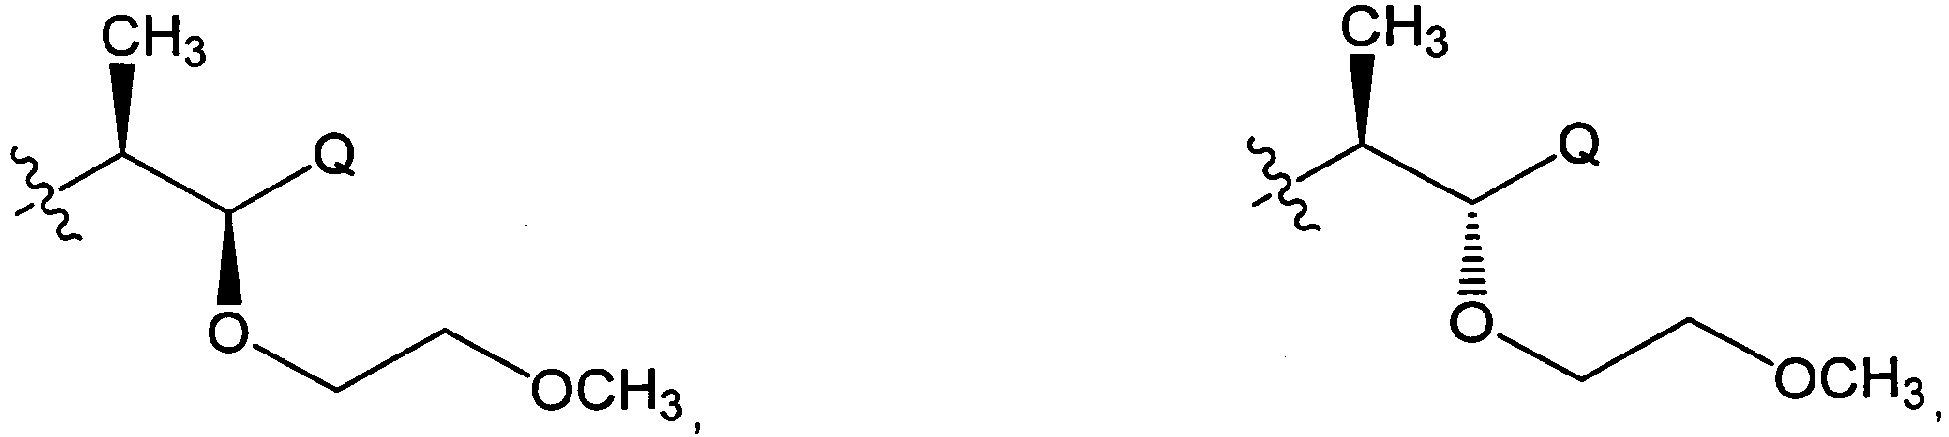 CH3 CH3
Q Q
O O
OCH3, OCH3,